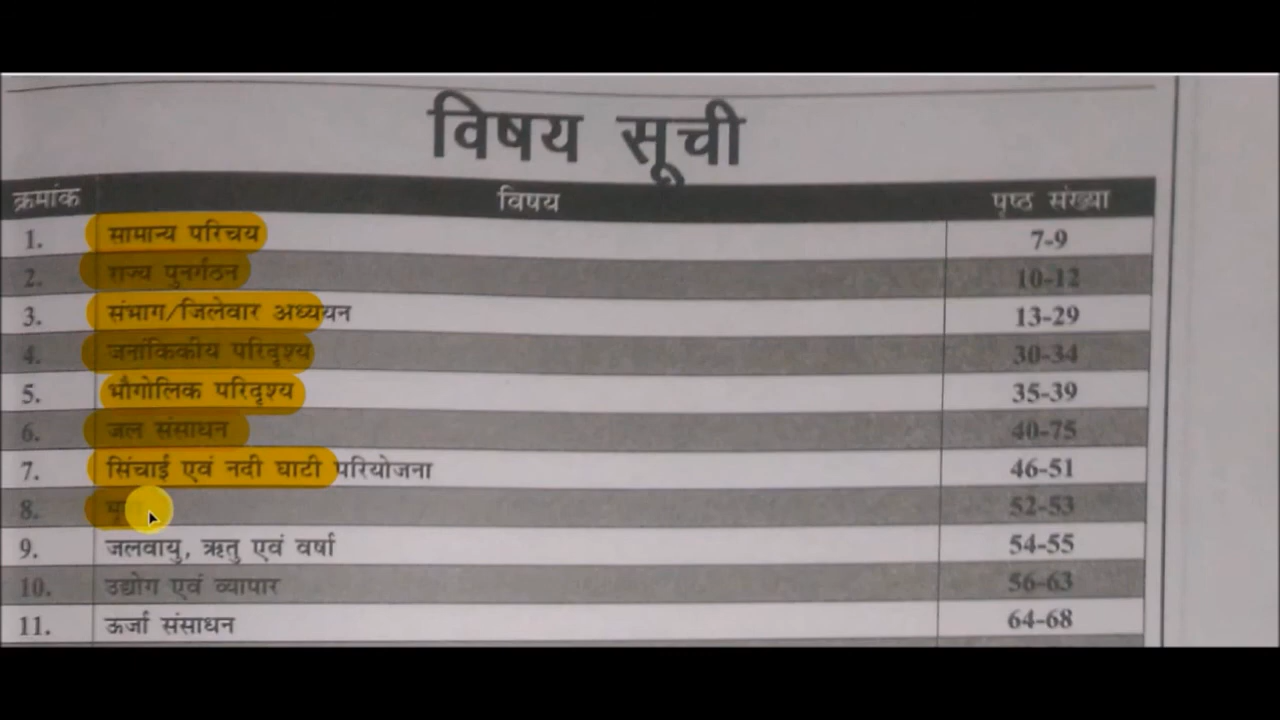 विषय सूची
क्रमांक विषय पृष्ठ संख्या
1. सामान्य परिचय 7-9
2. राज्य पुनर्गठन 10-12
3. संभाग/जिलेवार अध्ययन 13-29
4. जनांकिकीय परिदृश्य 30-34
5. भौगोलिक परिदृश्य 35-39
6. जल संसाधन 40-75
7. सिंचाई एवं नदी घाटी परियोजना 46-51
8. 52-53
9. जलवायु, ऋतु एवं वर्षा 54-55
10. उद्योग एवं व्यापार 56-63
11. ऊर्जा संसाधन 64-68